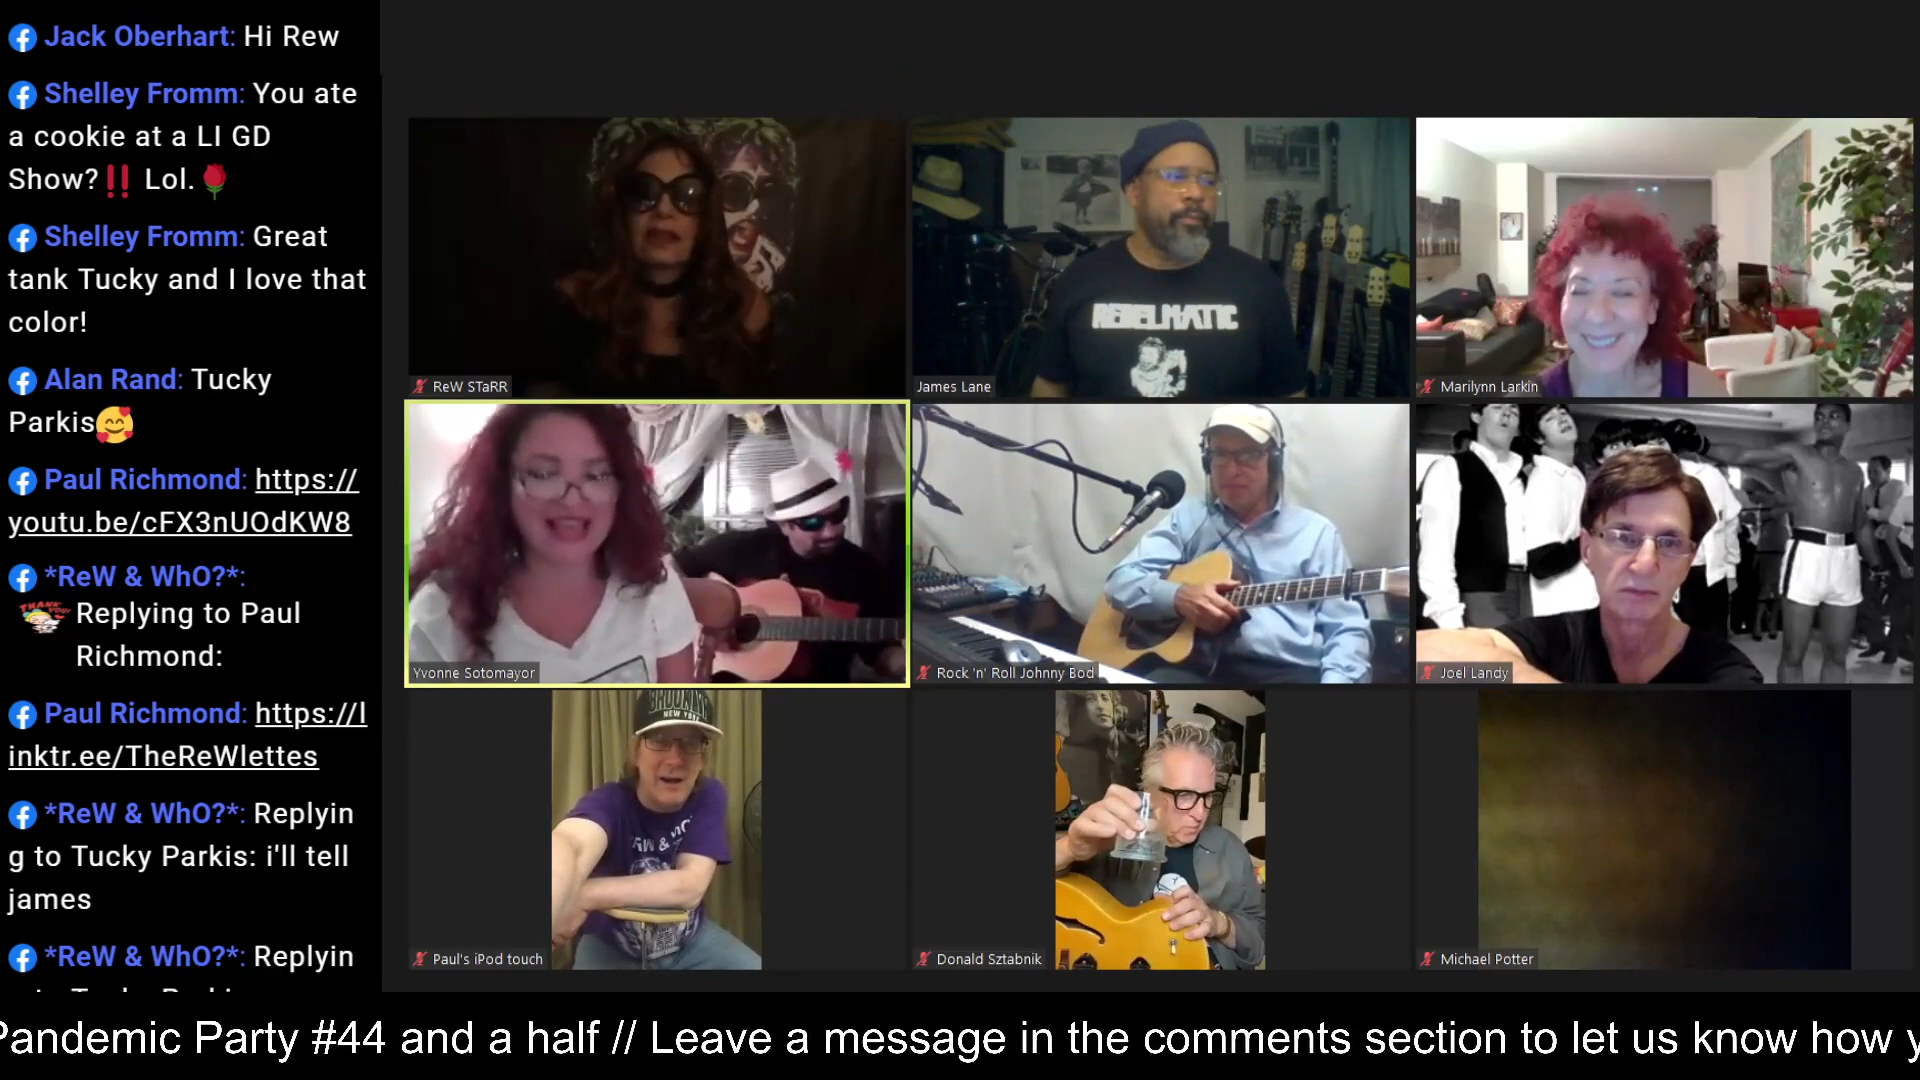 Jack Oberhart: Hi Rew
Shelley Fromm: You ate
a cookie at a LI GD
Show?‼️ Lol.🌹
Shelley Fromm: Great
tank Tucky and I love that
color!
Alan Rand: Tucky
Parkis🥰
Paul Richmond: https://
youtu.be/cFX3nUOdKW8
*ReW & WhO?*:
THANK YOU!
Replying to Paul
Richmond:
Paul Richmond: https://l
inktr.ee/TheReWlettes
*ReW & WhO?*: Replyin
g to Tucky Parkis: i'll tell
james
*ReW & WhO?*: Replyin
ReW STaRR
REBELMATIC
James Lane
Marilynn Larkin
Yvonne Sotomayor
Rock 'n' Roll Johnny Bod
Joel Landy
BROOKLYN
NEW YORK
Paul's iPod touch
Donald Sztabnik
Michael Potter
Pandemic Party #44 and a half // Leave a message in the comments section to let us know how y